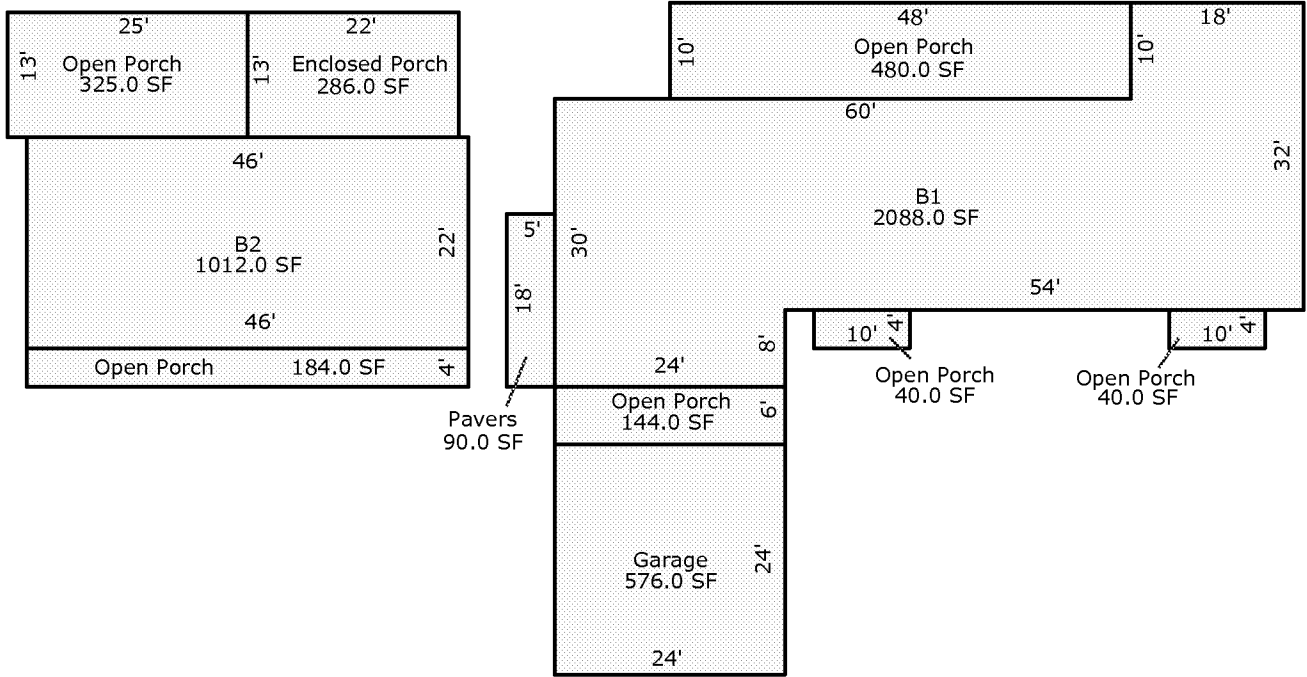 25'
13'
Open Porch
325.0 SF
22'
13'
Enclosed Porch
286.0 SF
46'
B2
1012.0 SF
22'
46'
Open Porch 184.0 SF 4'
48'
10'
Open Porch
480.0 SF
18'
10'
60'
32'
B1
2088.0 SF
30'
5'
18'
Pavers
90.0 SF
54'
8'
24'
10' 4'
Open Porch
40.0 SF
10' 4'
Open Porch
40.0 SF
Open Porch
144.0 SF
6'
Garage
576.0 SF
24'
24'